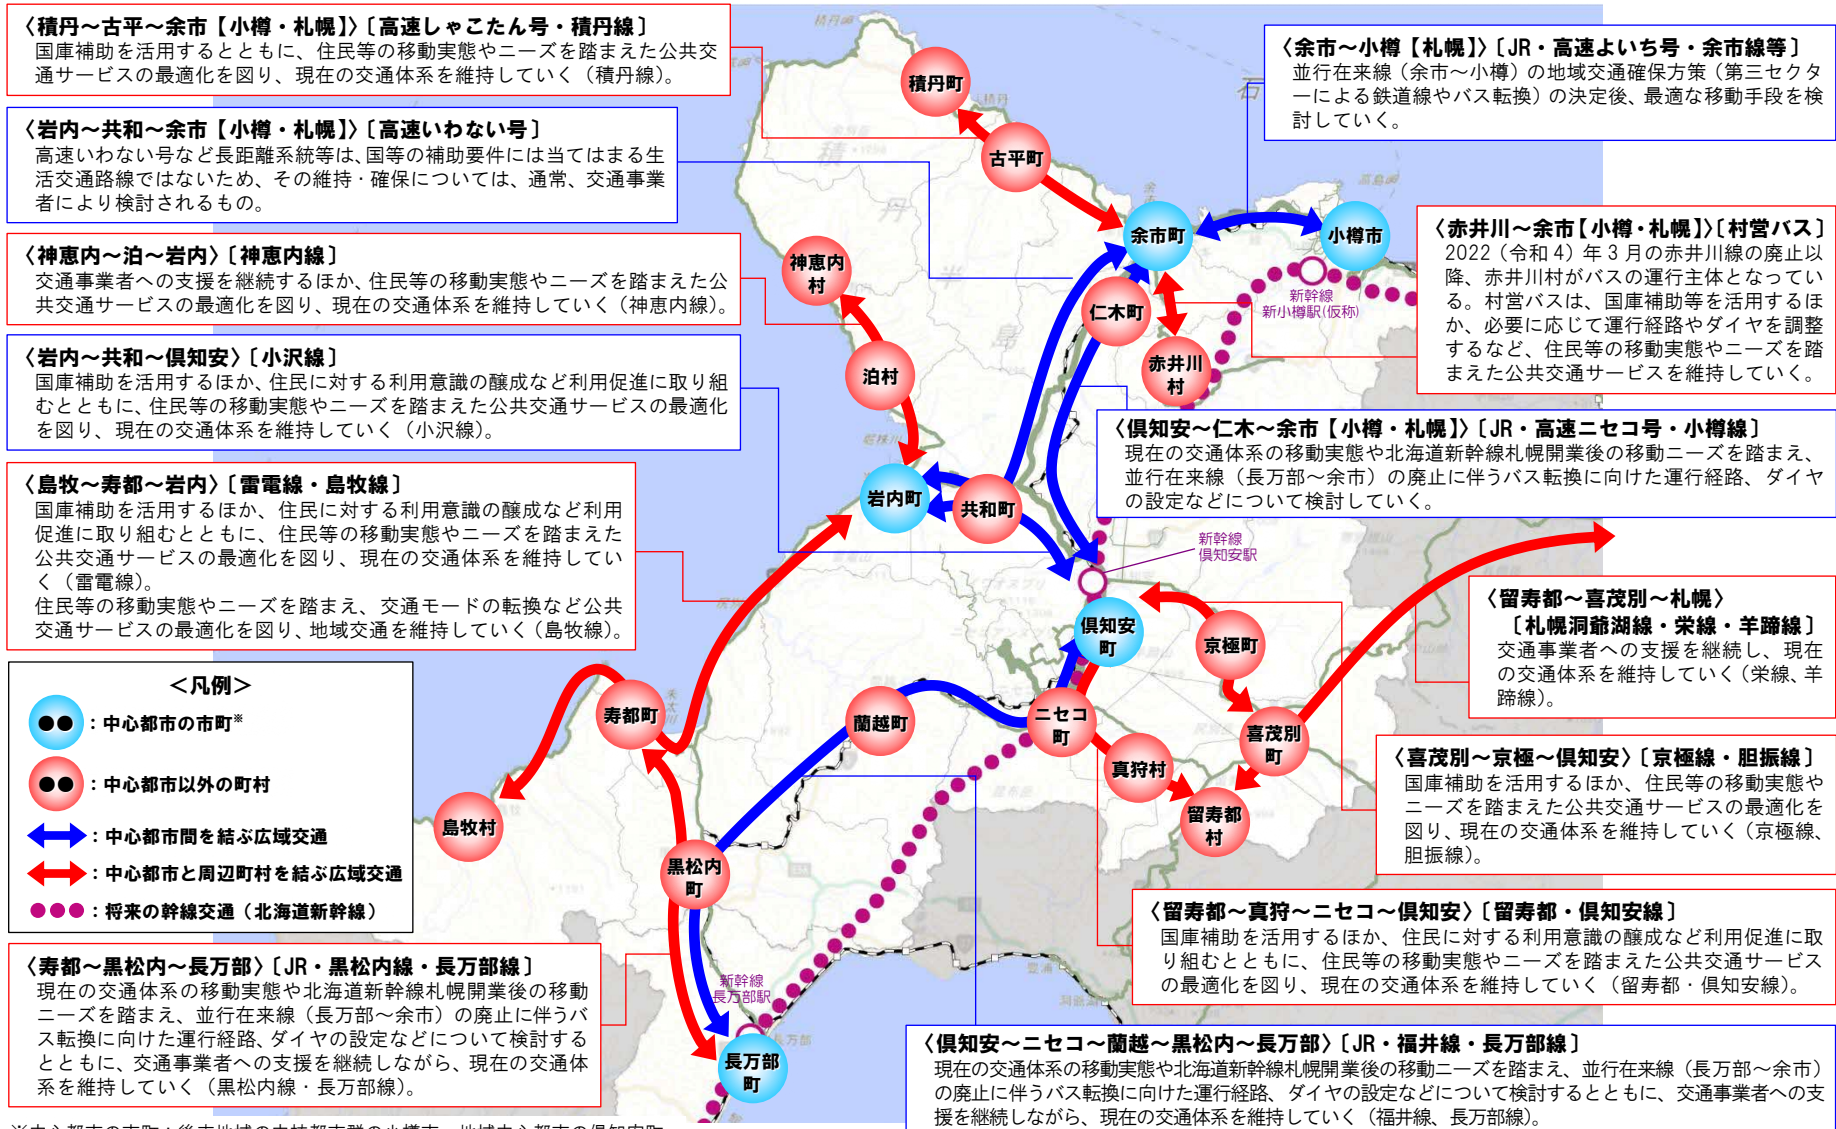 〈積丹～古平～余市【小樽・札幌】〉〔高速しゃこたん号・積丹線〕
国庫補助を活用するとともに、住民等の移動実態やニーズを踏まえた公共交
通サービスの最適化を図り、現在の交通体系を維持していく（積丹線）。
〈岩内～共和～余市【小樽・札幌】〉〔高速いわない号〕
高速いわない号など長距離系統等は、国等の補助要件には当てはまる生
活交通路線ではないため、その維持・確保については、通常、交通事業
者により検討されるもの。
〈神恵内～泊～岩内〉〔神恵内線〕
交通事業者への支援を継続するほか、住民等の移動実態やニーズを踏まえた公
共交通サービスの最適化を図り、現在の交通体系を維持していく（神恵内線）。
〈岩内～共和～倶知安〉〔小沢線〕
国庫補助を活用するほか、住民に対する利用意識の醸成など利用促進に取り組
むとともに、住民等の移動実態やニーズを踏まえた公共交通サービスの最適化
を図り、現在の交通体系を維持していく（小沢線）。
〈島牧～寿都～岩内〉〔雷電線・島牧線〕
国庫補助を活用するほか、住民に対する利用意識の醸成など利用
促進に取り組むとともに、住民等の移動実態やニーズを踏まえた
公共交通サービスの最適化を図り、現在の交通体系を維持してい
く（雷電線）。
住民等の移動実態やニーズを踏まえ、交通モードの転換など公共
交通サービスの最適化を図り、地域交通を維持していく（島牧線）。
＜凡例＞
●●：中心都市の市町※
●●：中心都市以外の町村
：中心都市間を結ぶ広域交通
：中心都市と周辺町村を結ぶ広域交通
●●●：将来の幹線交通（北海道新幹線）
〈寿都～黒松内～長万部〉〔JR・黒松内線・長万部線〕
現在の交通体系の移動実態や北海道新幹線札幌開業後の移動
ニーズを踏まえ、並行在来線（長万部～余市）の廃止に伴うバ
ス転換に向けた運行経路、ダイヤの設定などについて検討する
とともに、交通事業者への支援を継続しながら、現在の交通体
系を維持していく（黒松内線・長万部線）。
積丹町
古平町
余市町
小樽市
神恵内
村
仁木町
赤井川
村
泊村
岩内町
共和町
倶知安
町
京極町
寿都町
蘭越町
ニセコ
町
喜茂別
町
真狩村
留寿都
村
島牧村
黒松内
町
長万部
町
新幹線
新小樽駅(仮称)
新幹線
倶知安駅
新幹線
長万部駅
〈余市～小樽【札幌】〉〔JR・高速よいち号・余市線等〕
並行在来線（余市～小樽）の地域交通確保方策（第三セクタ
ーによる鉄道線やバス転換）の決定後、最適な移動手段を検
討していく。
〈赤井川～余市【小樽・札幌】〉〔村営バス〕
2022（令和4）年3月の赤井川線の廃止以
降、赤井川村がバスの運行主体となってい
る。村営バスは、国庫補助等を活用するほ
か、必要に応じて運行経路やダイヤを調整
するなど、住民等の移動実態やニーズを踏
まえた公共交通サービスを維持していく。
〈倶知安～仁木～余市【小樽・札幌】〉〔JR・高速ニセコ号・小樽線〕
現在の交通体系の移動実態や北海道新幹線札幌開業後の移動ニーズを踏まえ、
並行在来線（長万部～余市）の廃止に伴うバス転換に向けた運行経路、ダイヤ
の設定などについて検討していく。
〈留寿都～喜茂別～札幌〉
〔札幌洞爺湖線・栄線・羊蹄線〕
交通事業者への支援を継続し、現在
の交通体系を維持していく（栄線、羊
蹄線）。
〈喜茂別～京極～倶知安〉〔京極線・胆振線〕
国庫補助を活用するほか、住民等の移動実態や
ニーズを踏まえた公共交通サービスの最適化を
図り、現在の交通体系を維持していく（京極線、
胆振線）。
〈留寿都～真狩～ニセコ～倶知安〉〔留寿都・倶知安線〕
国庫補助を活用するほか、住民に対する利用意識の醸成など利用促進に取
り組むとともに、住民等の移動実態やニーズを踏まえた公共交通サービス
の最適化を図り、現在の交通体系を維持していく（留寿都・倶知安線）。
〈倶知安～ニセコ～蘭越～黒松内～長万部〉〔JR・福井線・長万部線〕
現在の交通体系の移動実態や北海道新幹線札幌開業後の移動ニーズを踏まえ、並行在来線（長万部～余市）
の廃止に伴うバス転換に向けた運行経路、ダイヤの設定などについて検討するとともに、交通事業者への支
援を継続しながら、現在の交通体系を維持していく（福井線、長万部線）。